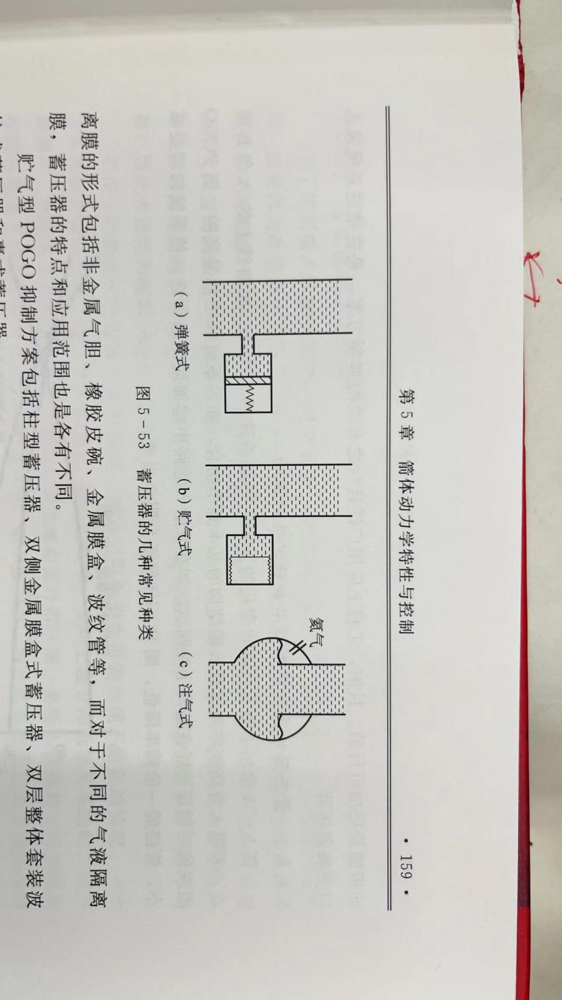 第 5 章 箭体动力学特性与控制 · 159 ·
氦气
(a) 弹簧式 (b) 贮气式 (c) 注气式
图 5-53 蓄压器的几种常见种类
离膜的形式包括非金属气胆、橡胶皮碗、金属膜盒、波纹管等，而对于不同的气液隔离
膜，蓄压器的特点和应用范围也是各有不同。
贮气型 POGO 抑制方案包括柱型蓄压器、双侧金属膜盒式蓄压器、双层整体套装波